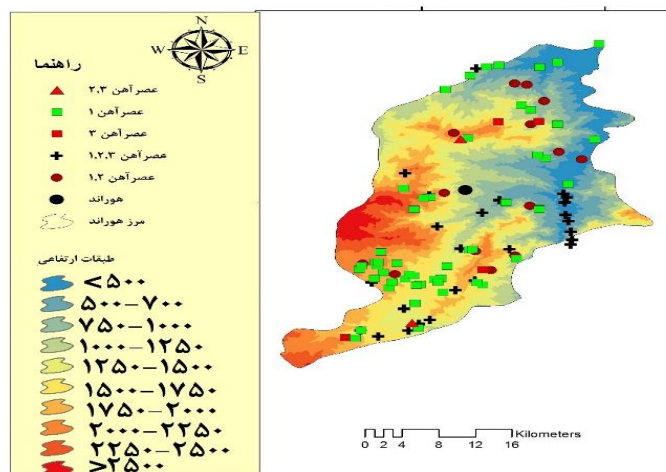 N
W E
S
راهنما
عصرآهن ۲.۳
عصرآهن ۱
عصرآهن ۳
عصرآهن ۱.۲.۳
عصرآهن ۱.۲
هوراند
مرز هوراند
طبقات ارتفاعی
<۵۰۰
۵۰۰-۷۰۰
۷۵۰-۱۰۰۰
۱۰۰۰-۱۲۵۰
۱۲۵۰-۱۵۰۰
۱۵۰۰-۱۷۵۰
۱۷۵۰-۲۰۰۰
۲۰۰۰-۲۲۵۰
۲۲۵۰-۲۵۰۰
>۲۵۰۰
0 2 4 8 12 16
Kilometers